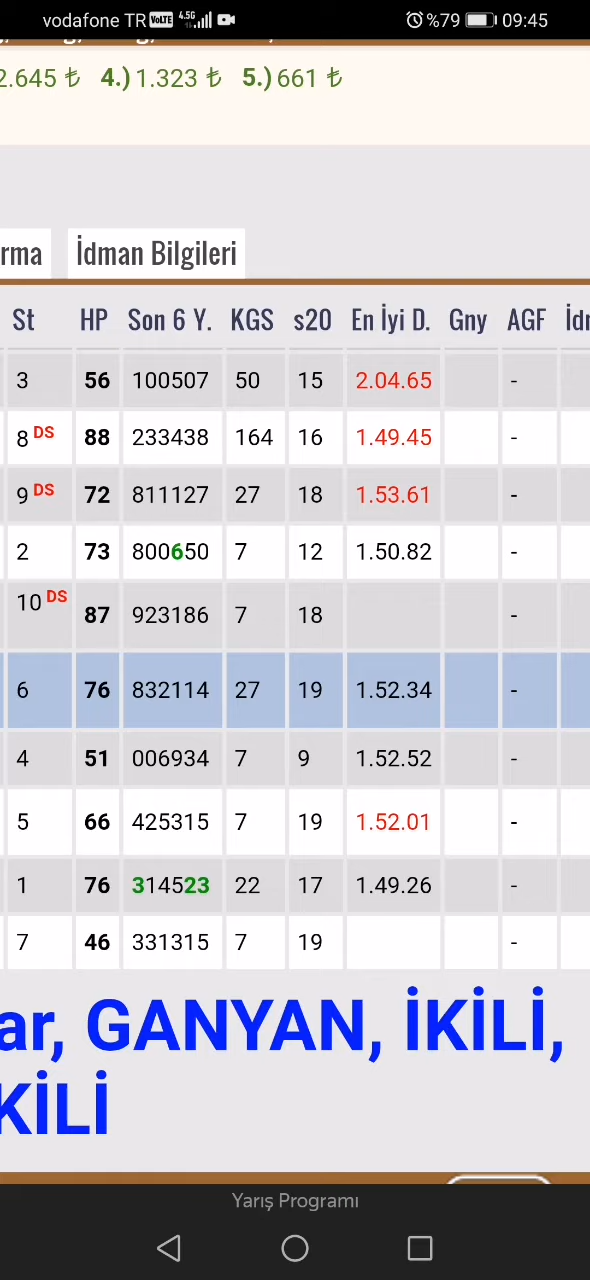 vodafone TR VoLTE 4.5G %79 09:45
2.645 ₺ 4.) 1.323 ₺ 5.) 661 ₺
rma İdman Bilgileri
St HP Son 6 Y. KGS s20 En İyi D. Gny AGF İdr
3 56 100507 50 15 2.04.65 -
8 DS 88 233438 164 16 1.49.45 -
9 DS 72 811127 27 18 1.53.61 -
2 73 800650 7 12 1.50.82 -
10 DS 87 923186 7 18 -
6 76 832114 27 19 1.52.34 -
4 51 006934 7 9 1.52.52 -
5 66 425315 7 19 1.52.01 -
1 76 314523 22 17 1.49.26 -
7 46 331315 7 19 -
ar, GANYAN, İKİLİ,
KİLİ
Yarış Programı